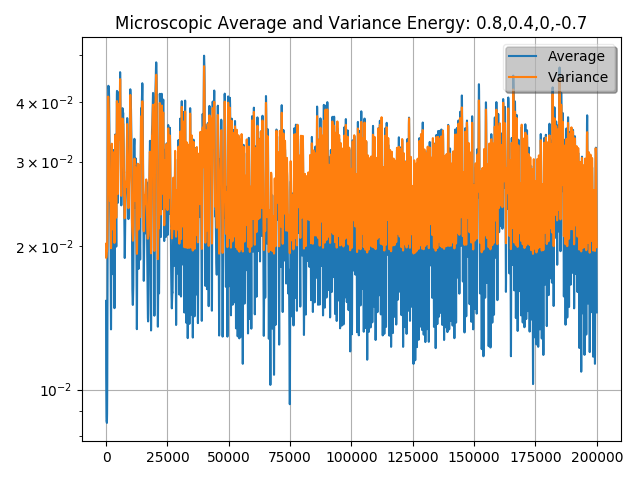 Microscopic Average and Variance Energy: 0.8,0.4,0,-0.7
Average
Variance
4 × 10⁻²
3 × 10⁻²
2 × 10⁻²
10⁻²
0 25000 50000 75000 100000 125000 150000 175000 200000